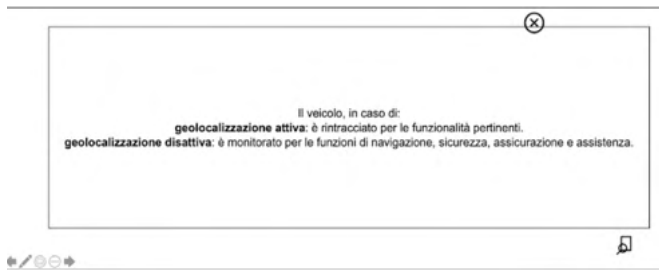 Il veicolo, in caso di:
geolocalizzazione attiva: è rintracciato per le funzionalità pertinenti.
geolocalizzazione disattiva: è monitorato per le funzioni di navigazione, sicurezza, assicurazione e assistenza.